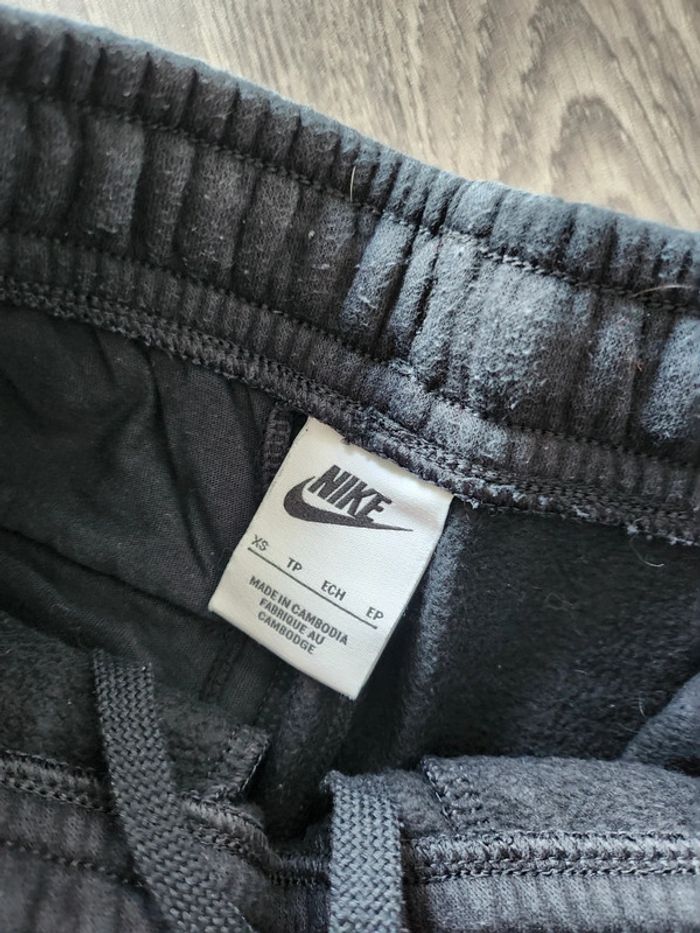 NIKE
XS TP ECH EP
MADE IN CAMBODIA
FABRIQUE AU
CAMBODGE